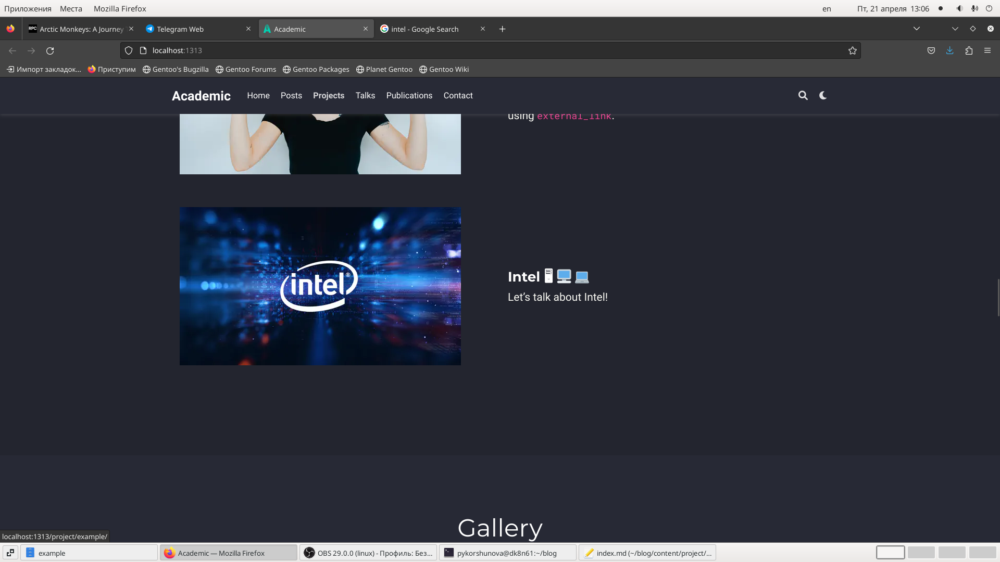 Приложения Места Mozilla Firefox en Пт, 21 апреля 13:06
Arctic Monkeys: A Journey Telegram Web Academic intel - Google Search
localhost:1313
Импорт закладок... Приступим Gentoo's Bugzilla Gentoo Forums Gentoo Packages Planet Gentoo Gentoo Wiki
Academic Home Posts Projects Talks Publications Contact
using external_link.
intel®
Intel
Let's talk about Intel!
Gallery
localhost:1313/project/example/
example Academic — Mozilla Firefox OBS 29.0.0 (linux) - Профиль: Без... pykorshunova@dk8n61:~/blog index.md (~/blog/content/project/...